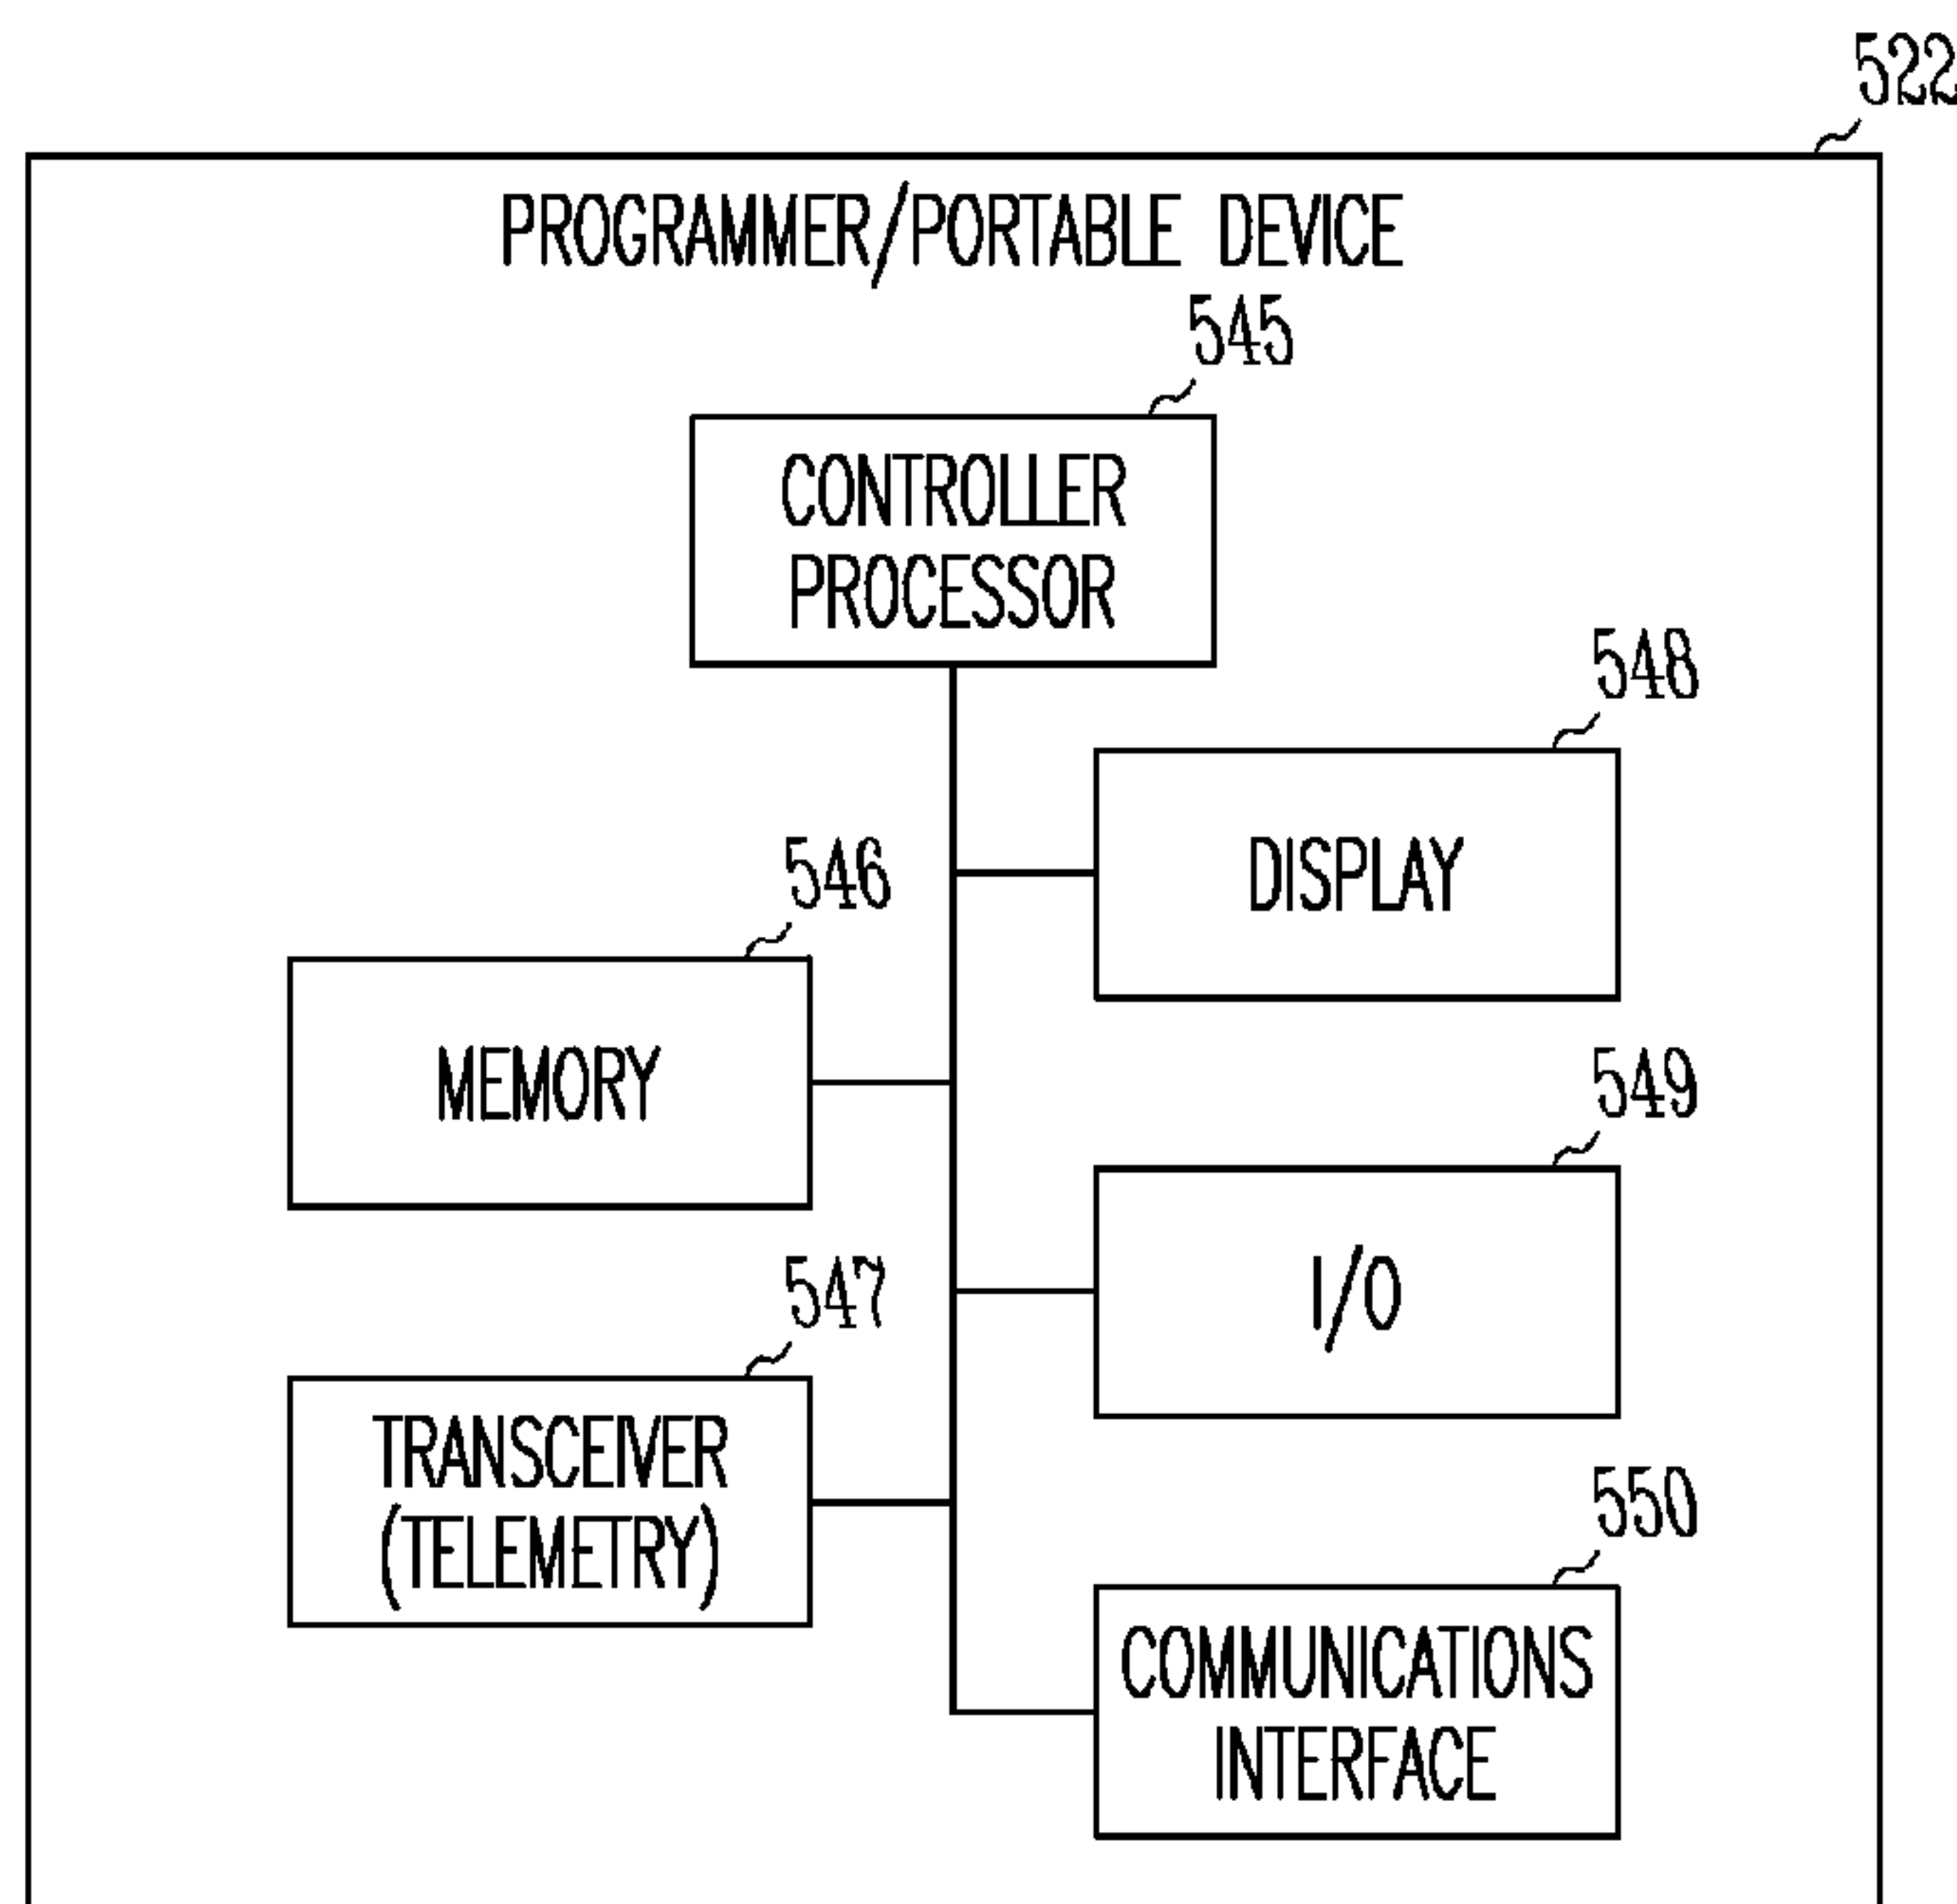 522
PROGRAMMER/PORTABLE DEVICE
545
CONTROLLER
PROCESSOR
548
DISPLAY
546
MEMORY
549
I/O
547
TRANSCEIVER
(TELEMETRY)
550
COMMUNICATIONS
INTERFACE